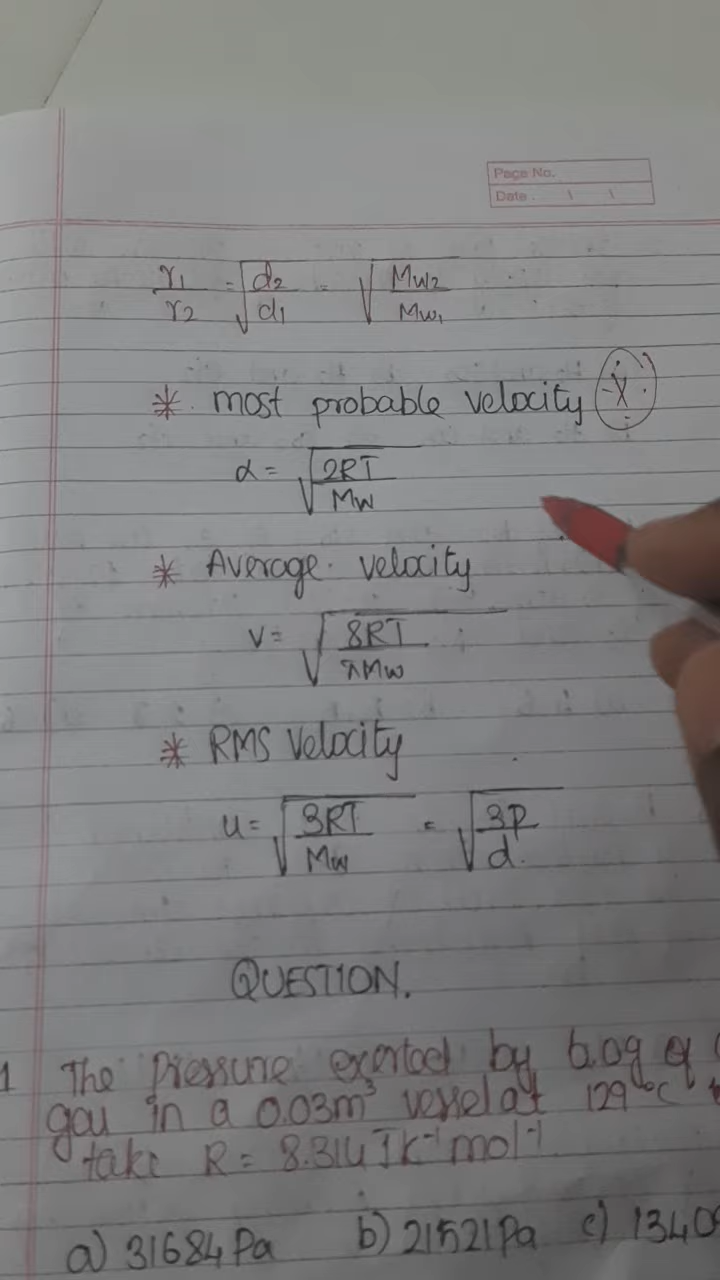 Page No.
Date.
r1/r2 = √(d2/d1) = √(Mw2/Mw1)
* most probable velocity
α = √(2RT/Mw)
* Average velocity
v = √(8RT/πMw)
* RMS velocity
u = √(3RT/Mw) = √(3P/d)
QUESTION.
1 The pressure exerted by 6.0g of
gas in a 0.03m³ vessel at 129°C
take R = 8.314 JK⁻¹mol⁻¹
a) 31684 Pa b) 21521 Pa c) 1340